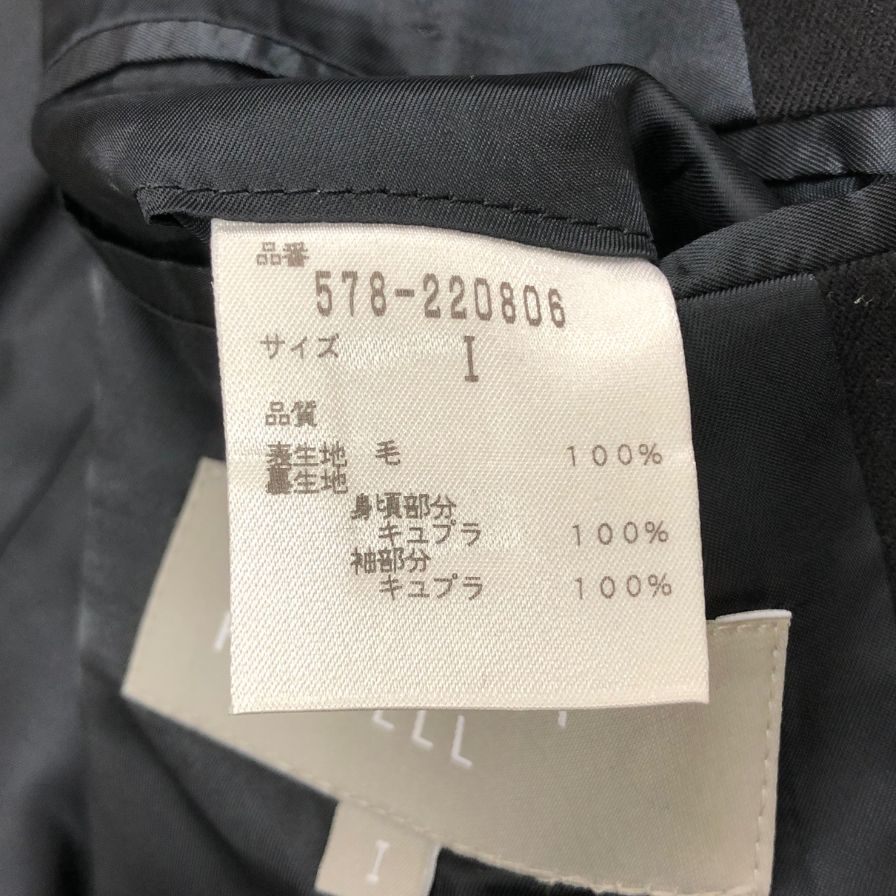 品番
578-220806
サイズ I
品質
表生地 毛 100%
裏生地
身頃部分
キュプラ 100%
袖部分
キュプラ 100%
I